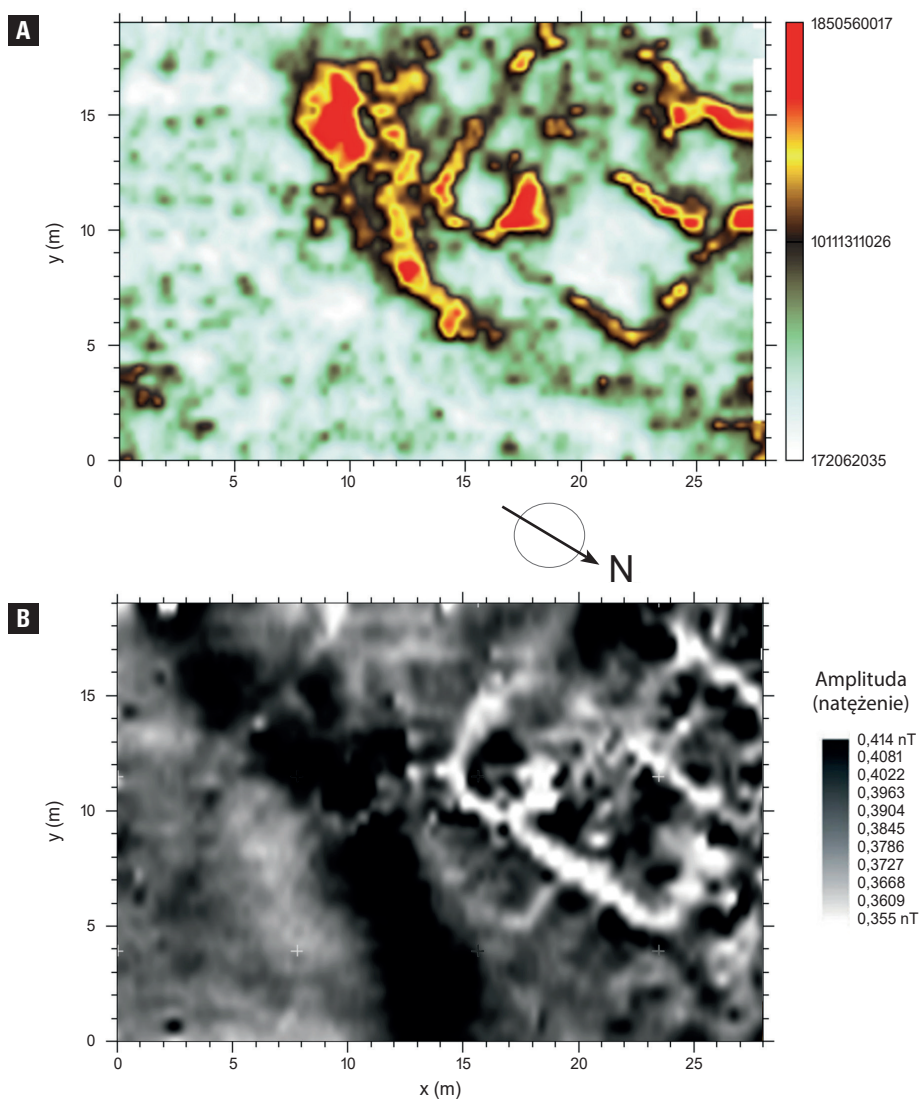 A
y (m)
15
10
5
0
0 5 10 15 20 25
1850560017
10111311026
172062035
N
B
y (m)
15
10
5
0
0 5 10 15 20 25
x (m)
Amplituda
(natężenie)
0,414 nT
0,4081
0,4022
0,3963
0,3904
0,3845
0,3786
0,3727
0,3668
0,3609
0,355 nT